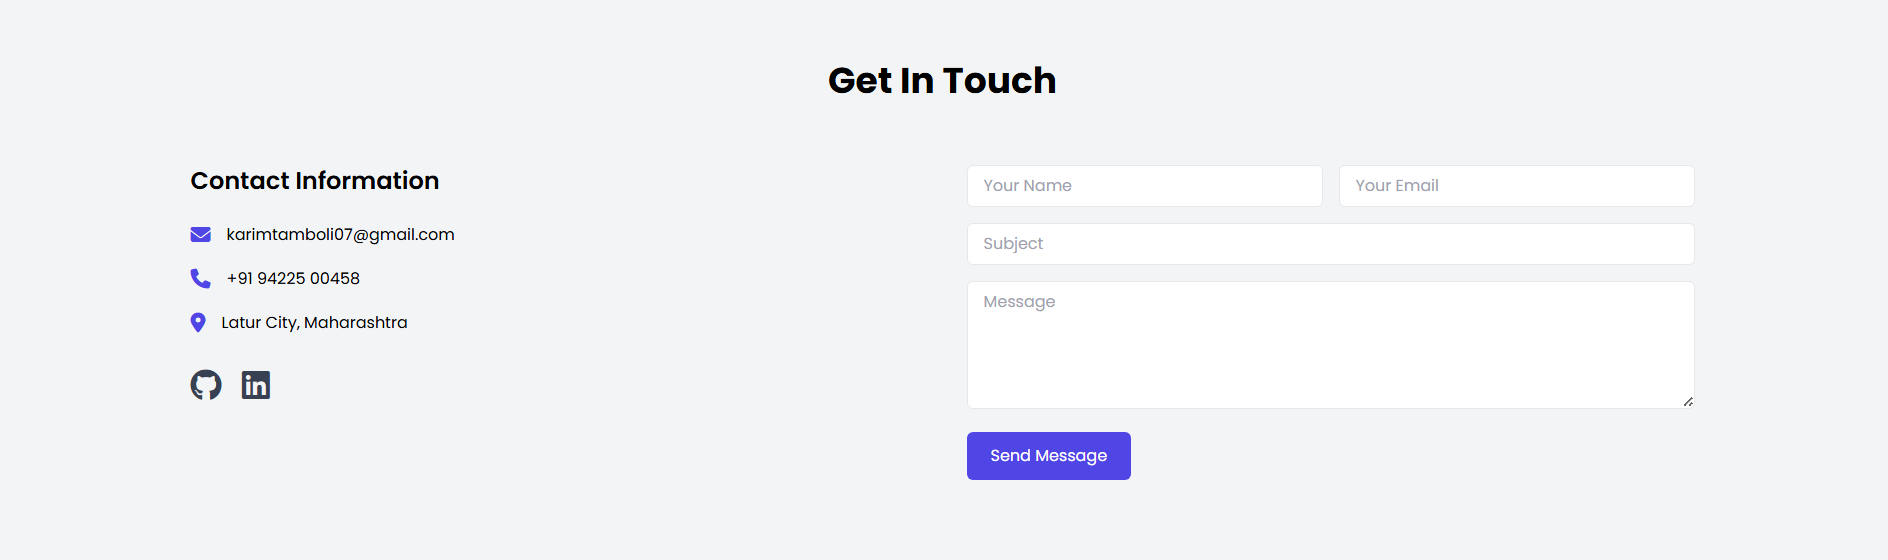 Get In Touch
Contact Information
karimtamboli07@gmail.com
+91 94225 00458
Latur City, Maharashtra
Your Name
Your Email
Subject
Message
Send Message